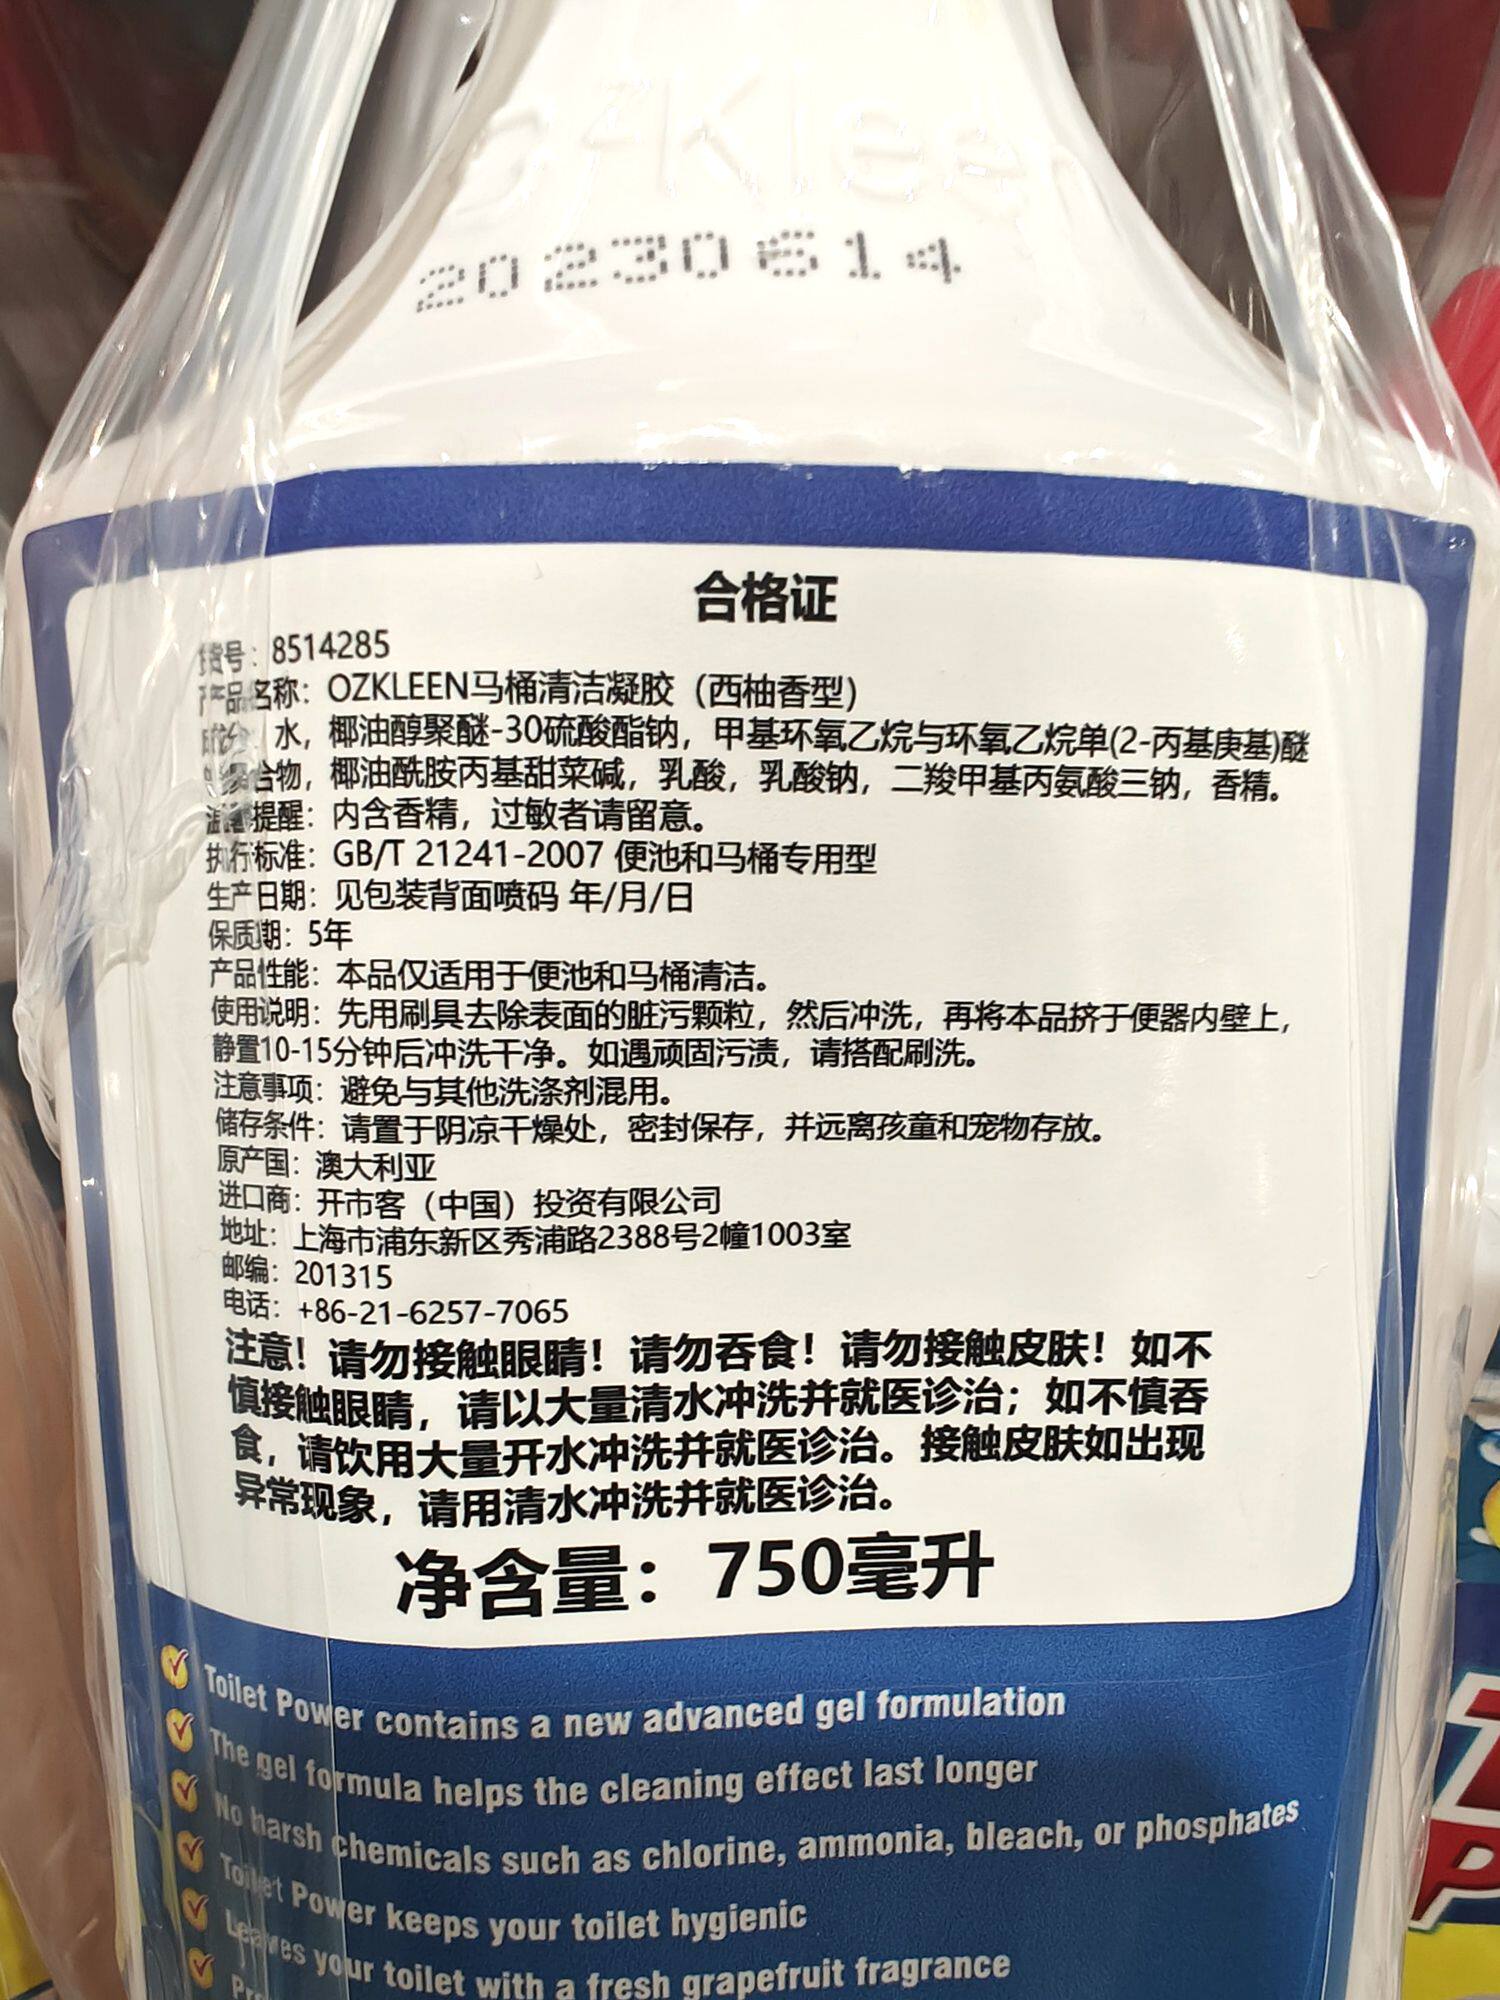 OzKleen
20230614
合格证
货号：8514285
产品名称：OZKLEEN马桶清洁凝胶（西柚香型）
成分：水，椰油醇聚醚-30硫酸酯钠，甲基环氧乙烷与环氧乙烷单(2-丙基庚基)醚
的聚合物，椰油酰胺丙基甜菜碱，乳酸，乳酸钠，二羧甲基丙氨酸三钠，香精。
温馨提醒：内含香精，过敏者请留意。
执行标准：GB/T 21241-2007 便池和马桶专用型
生产日期：见包装背面喷码 年/月/日
保质期：5年
产品性能：本品仅适用于便池和马桶清洁。
使用说明：先用刷具去除表面的脏污颗粒，然后冲洗，再将本品挤于便器内壁上，
静置10-15分钟后冲洗干净。如遇顽固污渍，请搭配刷洗。
注意事项：避免与其他洗涤剂混用。
储存条件：请置于阴凉干燥处，密封保存，并远离孩童和宠物存放。
原产国：澳大利亚
进口商：开市客（中国）投资有限公司
地址：上海市浦东新区秀浦路2388号2幢1003室
邮编：201315
电话：+86-21-6257-7065
注意！请勿接触眼睛！请勿吞食！请勿接触皮肤！如不
慎接触眼睛，请以大量清水冲洗并就医诊治；如不慎吞
食，请饮用大量开水冲洗并就医诊治。接触皮肤如出现
异常现象，请用清水冲洗并就医诊治。
净含量：750毫升
Toilet Power contains a new advanced gel formulation
The gel formula helps the cleaning effect last longer
No harsh chemicals such as chlorine, ammonia, bleach, or phosphates
Toilet Power keeps your toilet hygienic
Leaves your toilet with a fresh grapefruit fragrance